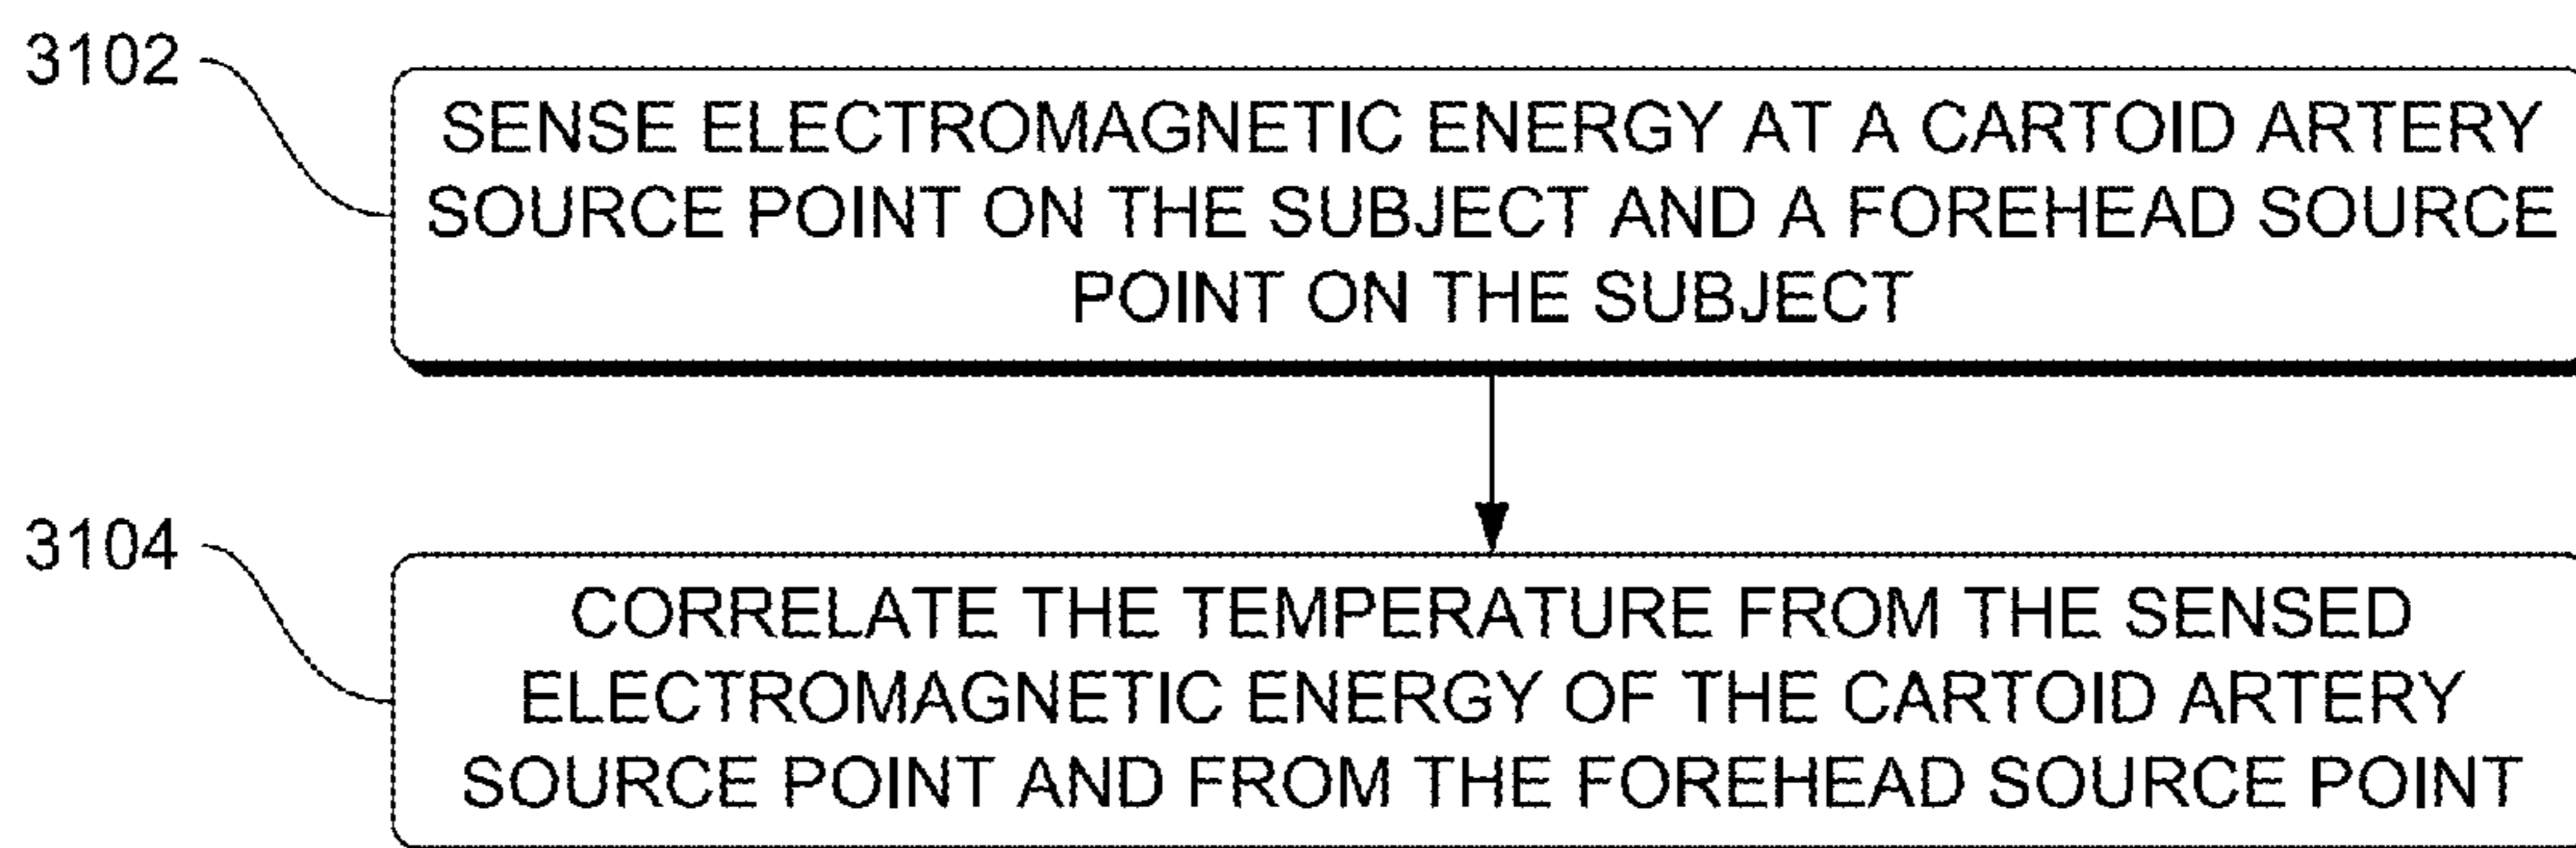 3102
SENSE ELECTROMAGNETIC ENERGY AT A CARTOID ARTERY
SOURCE POINT ON THE SUBJECT AND A FOREHEAD SOURCE
POINT ON THE SUBJECT
3104
CORRELATE THE TEMPERATURE FROM THE SENSED
ELECTROMAGNETIC ENERGY OF THE CARTOID ARTERY
SOURCE POINT AND FROM THE FOREHEAD SOURCE POINT